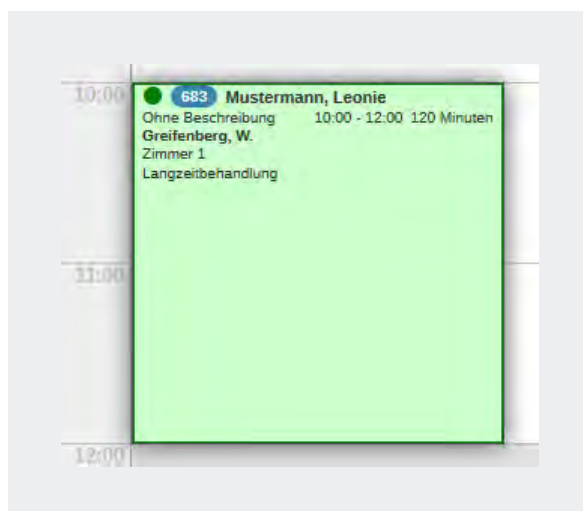 10:00
683 Mustermann, Leonie
Ohne Beschreibung 10:00 - 12:00 120 Minuten
Greifenberg, W.
Zimmer 1
Langzeitbehandlung
11:00
12:00